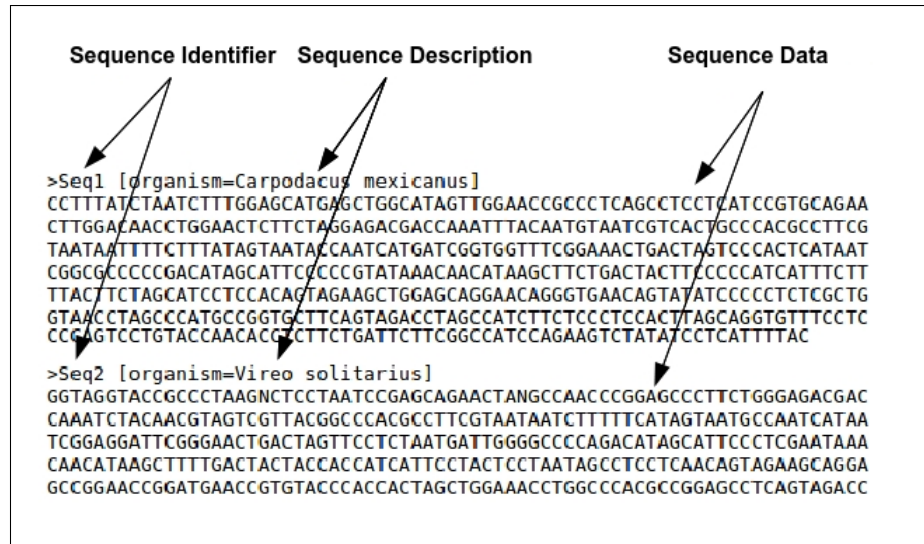 Sequence Identifier Sequence Description Sequence Data
>Seq1 [organism=Carpodacus mexicanus]
CCTTTATCTAATCTTTGGAGCATGAGCTGGCATAGTTGGAACCGCCCTCAGCCTCCTCATCCGTGCAGAA
CTTGGACAACCTGGAACTCTTCTAGGAGACGACCAAATTTACAATGTAATCGTCACTGCCCACGCCTTCG
TAATAATTTTCTTTATAGTAATACCAATCATGATCGGTGGTTTCGGAAACTGACTAGTCCCACTCATAAT
CGGCGCCCCCGACATAGCATTCCCCCGTATAAACAACATAAGCTTCTGACTACTTCCCCCATCATTTCTT
TTACTTCTAGCATCCTCCACAGTAGAAGCTGGAGCAGGAACAGGGTGAACAGTATATCCCCCTCTCGCTG
GTAACCTAGCCCATGCCGGTGCTTCAGTAGACCTAGCCATCTTCTCCCTCCACTTAGCAGGTGTTTCCTC
CCCAGTCCTGTACCAACACCTCTTCTGATTCTTCGGCCATCCAGAAGTCTATATCCTCATTTTAC
>Seq2 [organism=Vireo solitarius]
GGTAGGTACCGCCCTAAGNCTCCTAATCCGAGCAGAACTANGCCAACCCGGAGCCCTTCTGGGAGACGAC
CAAATCTACAACGTAGTCGTTACGGCCCACGCCTTCGTAATAATCTTTTTCATAGTAATGCCAATCATAA
TCGGAGGATTCGGGAACTGACTAGTTCCTCTAATGATTGGGGCCCCAGACATAGCATTCCCTCGAATAAA
CAACATAAGCTTTTGACTACTACCACCATCATTCCTACTCCTAATAGCCTCCTCAACAGTAGAAGCAGGA
GCCGGAACCGGATGAACCGTGTACCCACCACTAGCTGGAAACCTGGCCCACGCCGGAGCCTCAGTAGACC